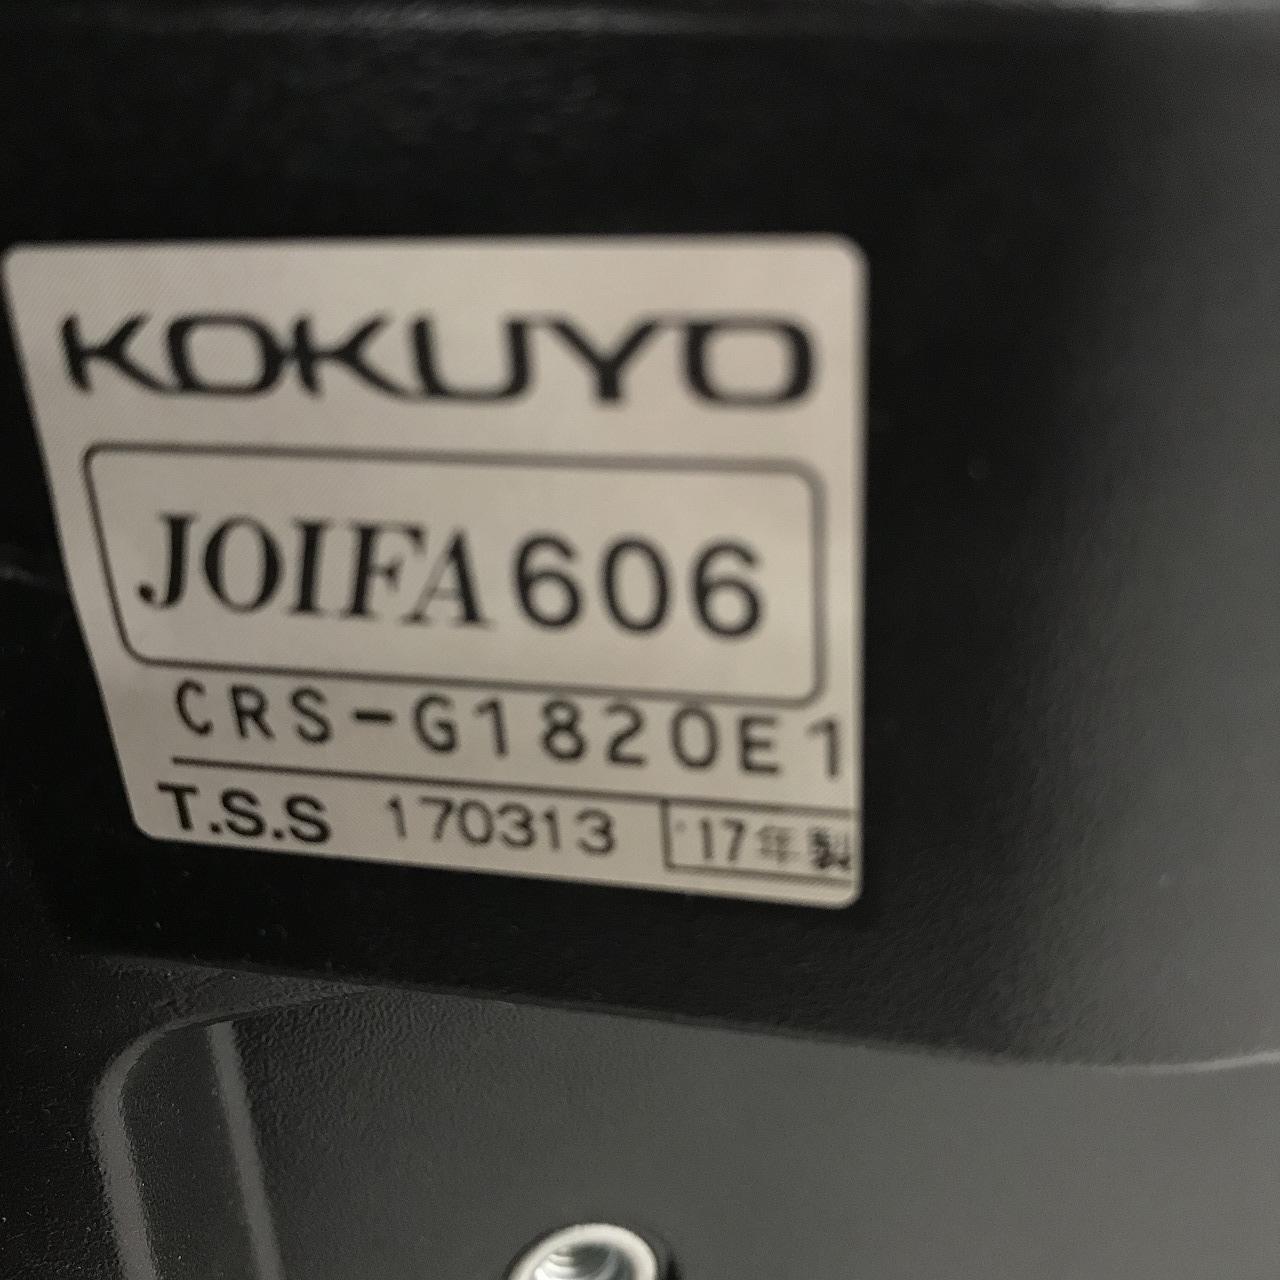 KOKUYO
JOIFA606
CRS-G1820E1
T.S.S 170313 '17年製